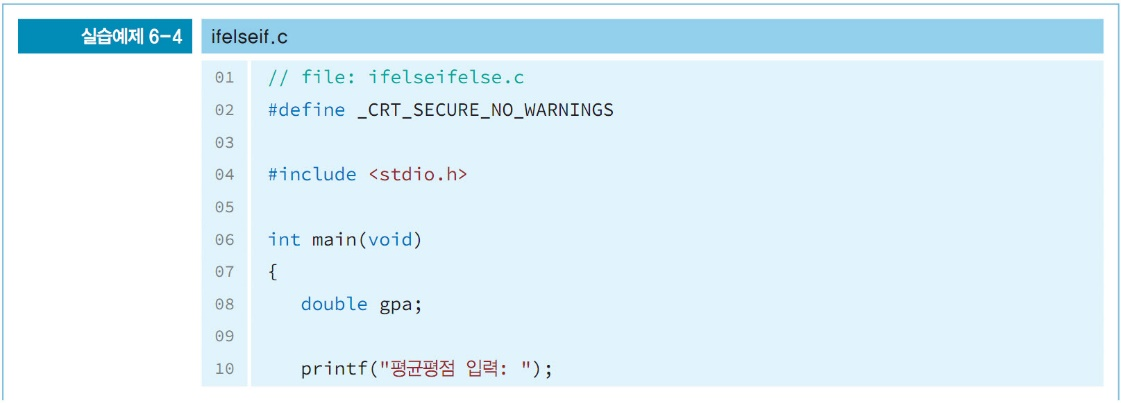 실습예제 6-4 ifelseif.c
01 // file: ifelseifelse.c
02 #define _CRT_SECURE_NO_WARNINGS
03
04 #include <stdio.h>
05
06 int main(void)
07 {
08 double gpa;
09
10 printf("평균평점 입력: ");